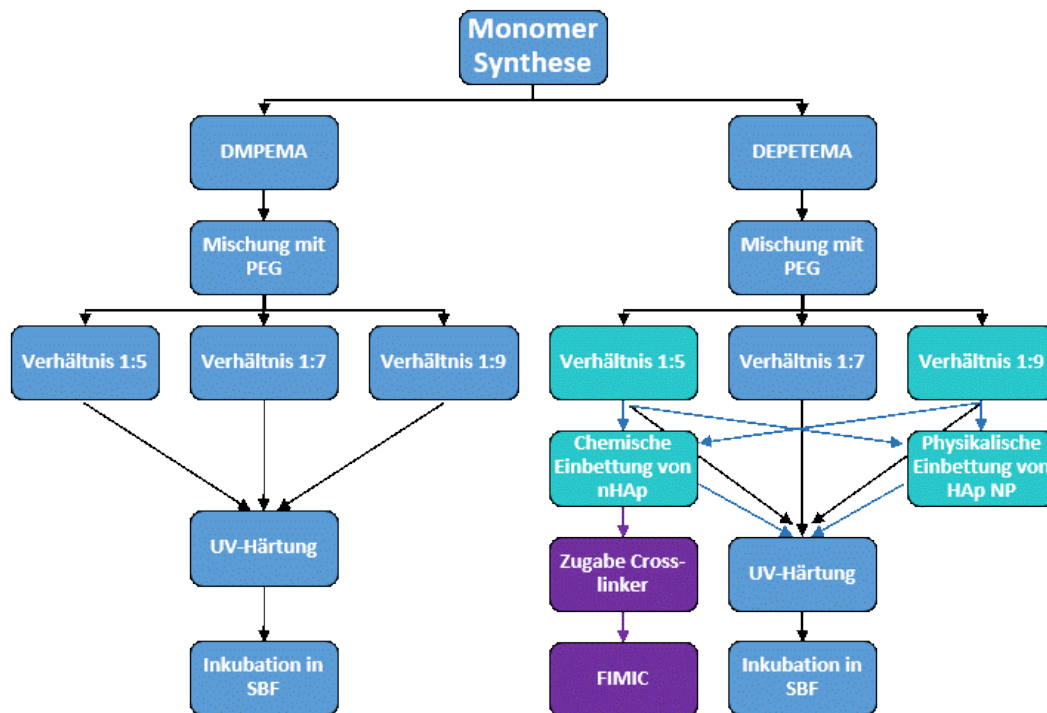 Monomer
Synthese
DMPEMA
DEPETEMA
Mischung mit
PEG
Mischung mit
PEG
Verhältnis 1:5
Verhältnis 1:7
Verhältnis 1:9
Verhältnis 1:5
Verhältnis 1:7
Verhältnis 1:9
Chemische
Einbettung von
nHAp
Physikalische
Einbettung von
HAp NP
UV-Härtung
Zugabe Cross-
linker
UV-Härtung
Inkubation in
SBF
FIMIC
Inkubation in
SBF